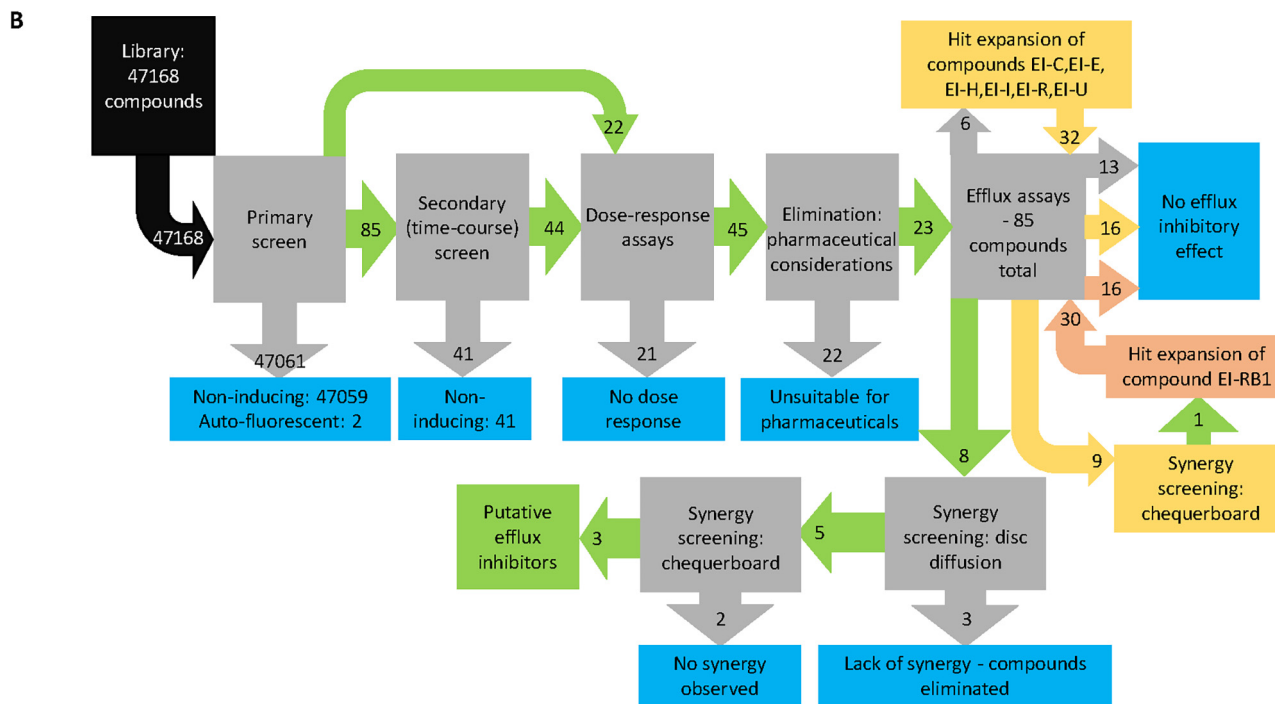 B
Library:
47168
compounds
47168
Primary
screen
22
85
Secondary
(time-course)
screen
44
Dose-response
assays
45
Elimination:
pharmaceutical
considerations
23
Hit expansion of
compounds EI-C,EI-E,
EI-H,EI-I,EI-R,EI-U
6
32
Efflux assays
- 85
compounds
total
13
16
16
No efflux
inhibitory
effect
47061
Non-inducing: 47059
Auto-fluorescent: 2
41
Non-
inducing: 41
21
No dose
response
22
Unsuitable for
pharmaceuticals
30
Hit expansion of
compound EI-RB1
1
8
9
Synergy
screening:
chequerboard
Putative
efflux
inhibitors
3
Synergy
screening:
chequerboard
5
Synergy
screening: disc
diffusion
2
No synergy
observed
3
Lack of synergy - compounds
eliminated